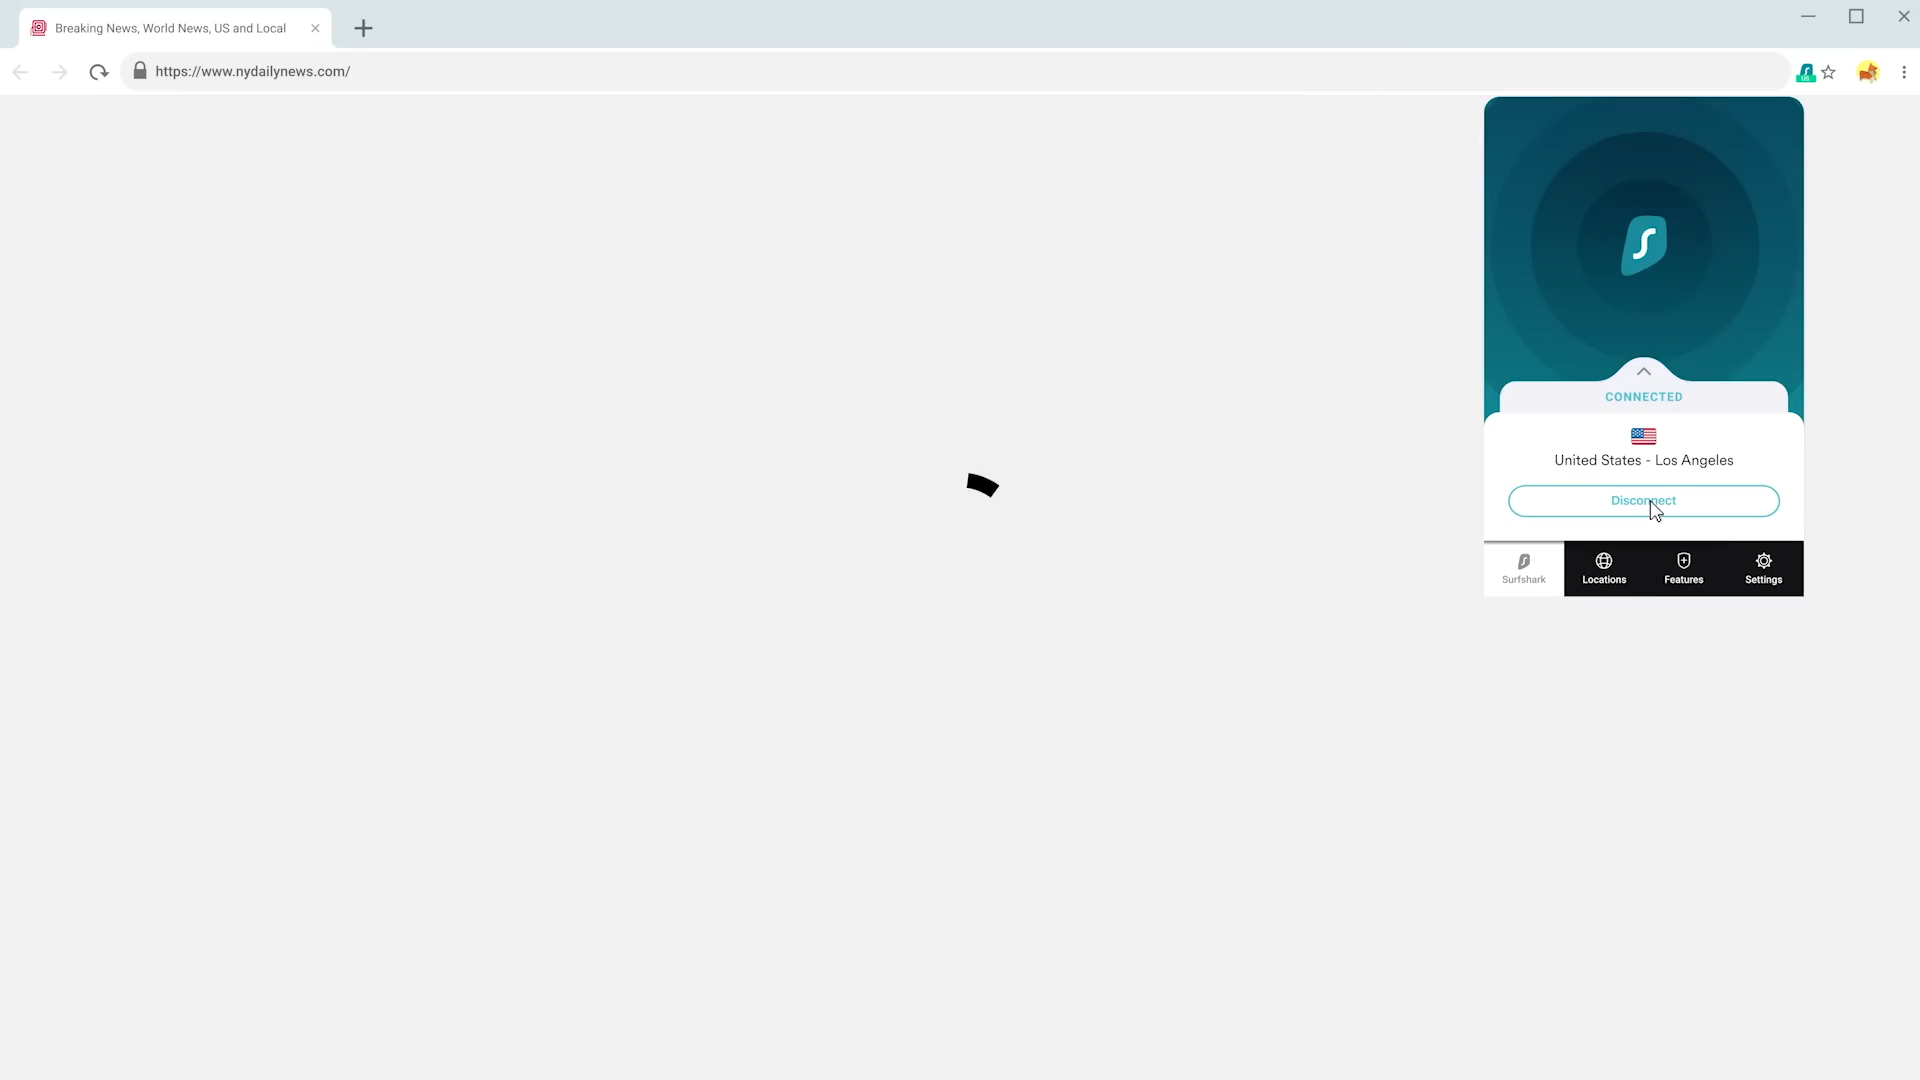 Breaking News, World News, US and Local
https://www.nydailynews.com/
US
CONNECTED
United States - Los Angeles
Disconnect
Surfshark
Locations
Features
Settings